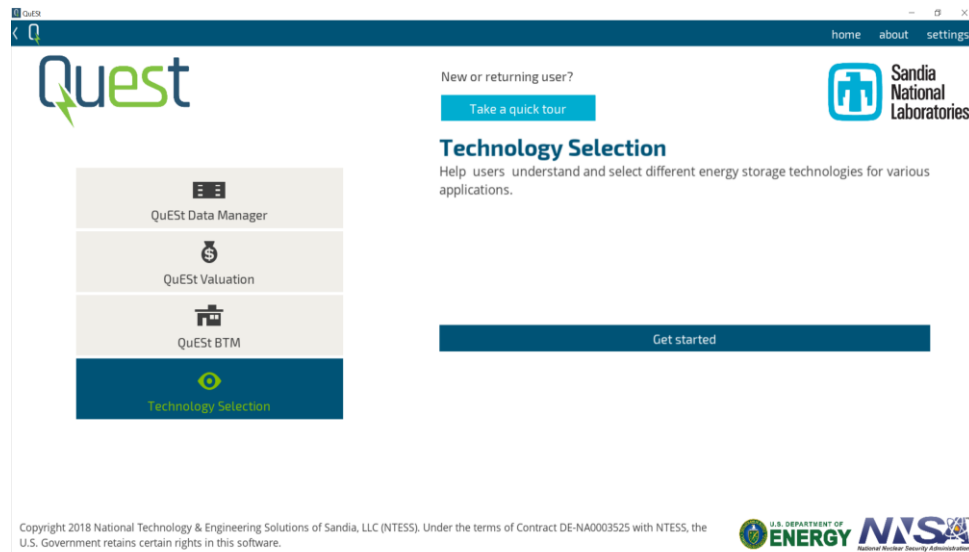 QuESt
home about settings
Quest
New or returning user?
Take a quick tour
Sandia
National
Laboratories
Technology Selection
Help users understand and select different energy storage technologies for various
applications.
QuESt Data Manager
QuESt Valuation
QuESt BTM
Technology Selection
Get started
Copyright 2018 National Technology & Engineering Solutions of Sandia, LLC (NTESS). Under the terms of Contract DE-NA0003525 with NTESS, the
U.S. Government retains certain rights in this software.
U.S. DEPARTMENT OF
ENERGY
NNSA
National Nuclear Security Administration